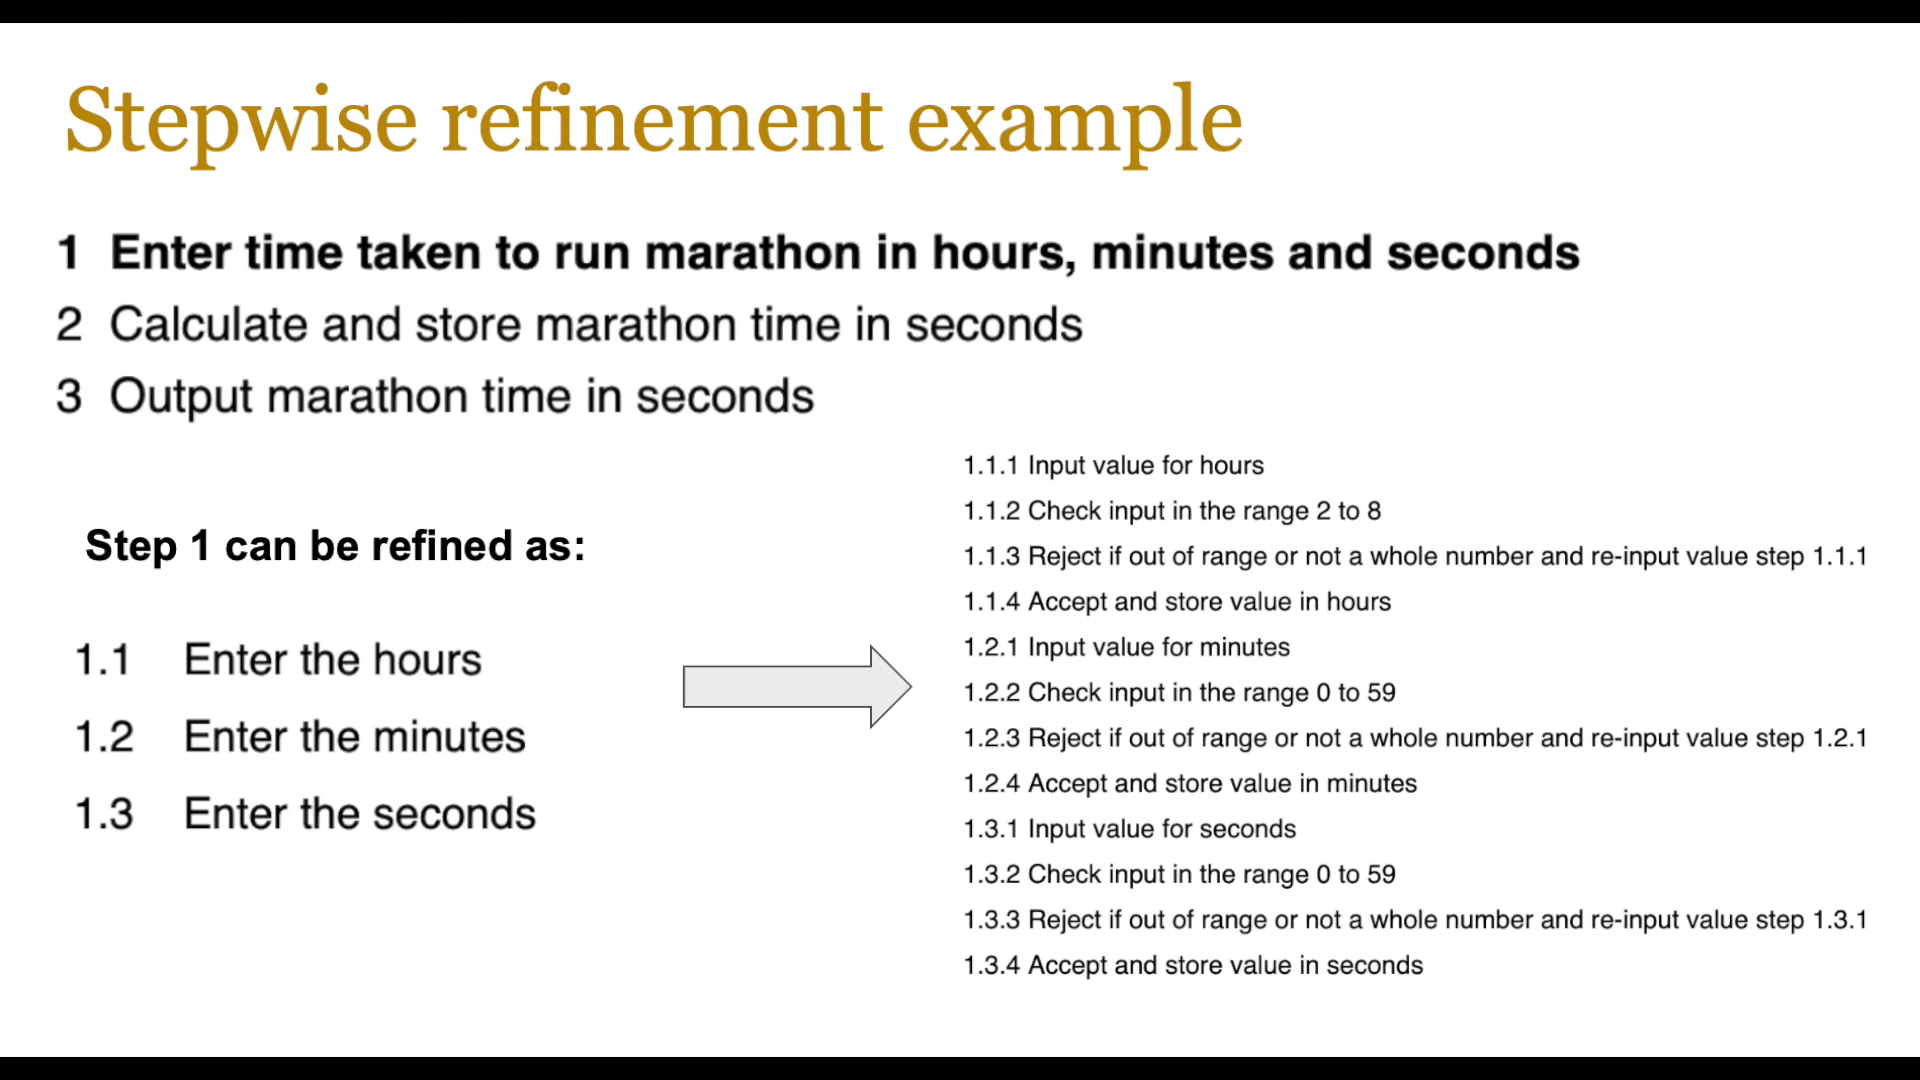 Stepwise refinement example
1 Enter time taken to run marathon in hours, minutes and seconds
2 Calculate and store marathon time in seconds
3 Output marathon time in seconds
Step 1 can be refined as:
1.1 Enter the hours
1.2 Enter the minutes
1.3 Enter the seconds
1.1.1 Input value for hours
1.1.2 Check input in the range 2 to 8
1.1.3 Reject if out of range or not a whole number and re-input value step 1.1.1
1.1.4 Accept and store value in hours
1.2.1 Input value for minutes
1.2.2 Check input in the range 0 to 59
1.2.3 Reject if out of range or not a whole number and re-input value step 1.2.1
1.2.4 Accept and store value in minutes
1.3.1 Input value for seconds
1.3.2 Check input in the range 0 to 59
1.3.3 Reject if out of range or not a whole number and re-input value step 1.3.1
1.3.4 Accept and store value in seconds